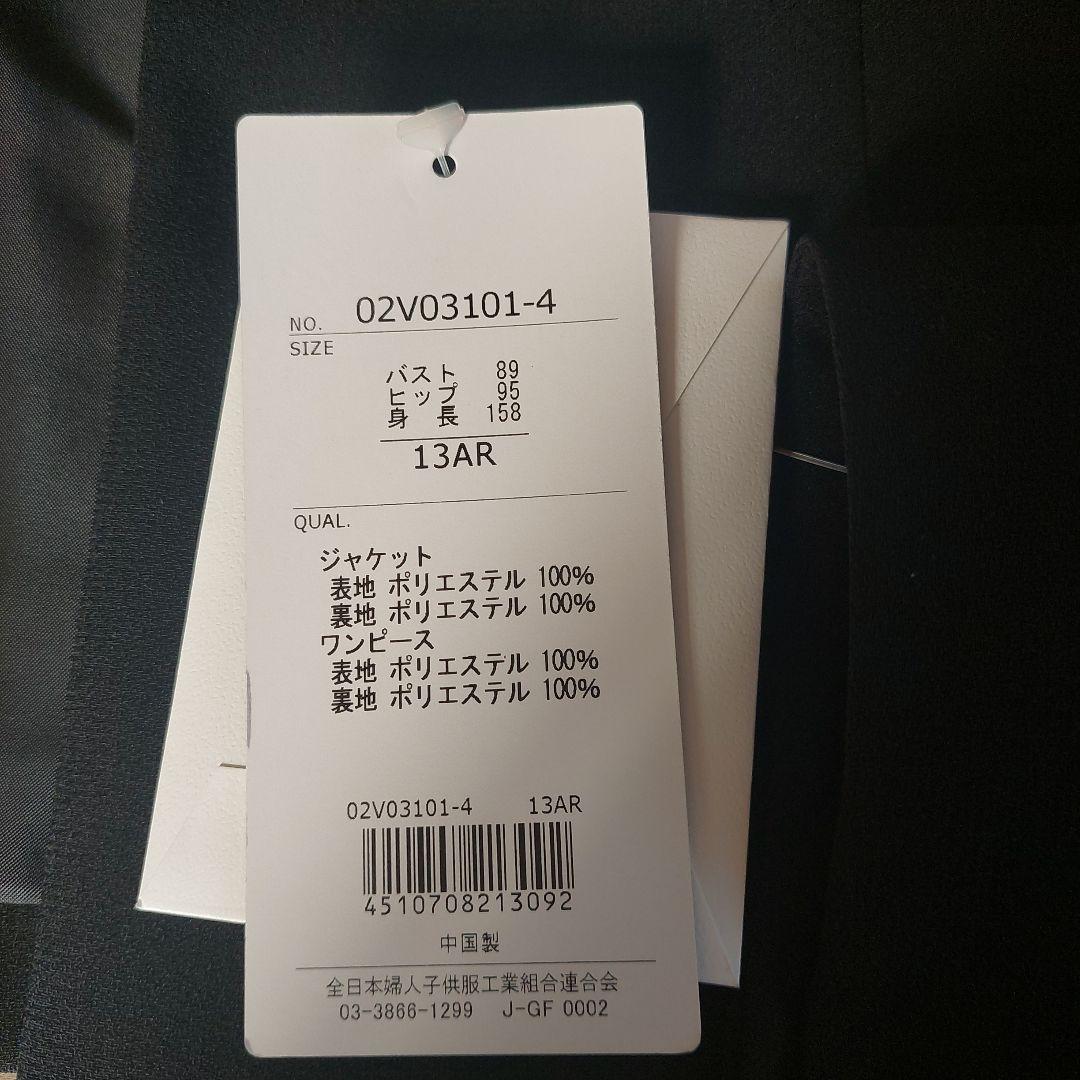 NO. 02V03101-4
SIZE
バスト 89
ヒップ 95
身 長 158
13AR
QUAL.
ジャケット
表地 ポリエステル 100%
裏地 ポリエステル 100%
ワンピース
表地 ポリエステル 100%
裏地 ポリエステル 100%
02V03101-4 13AR
4510708213092
中国製
全日本婦人子供服工業組合連合会
03-3866-1299 J-GF 0002